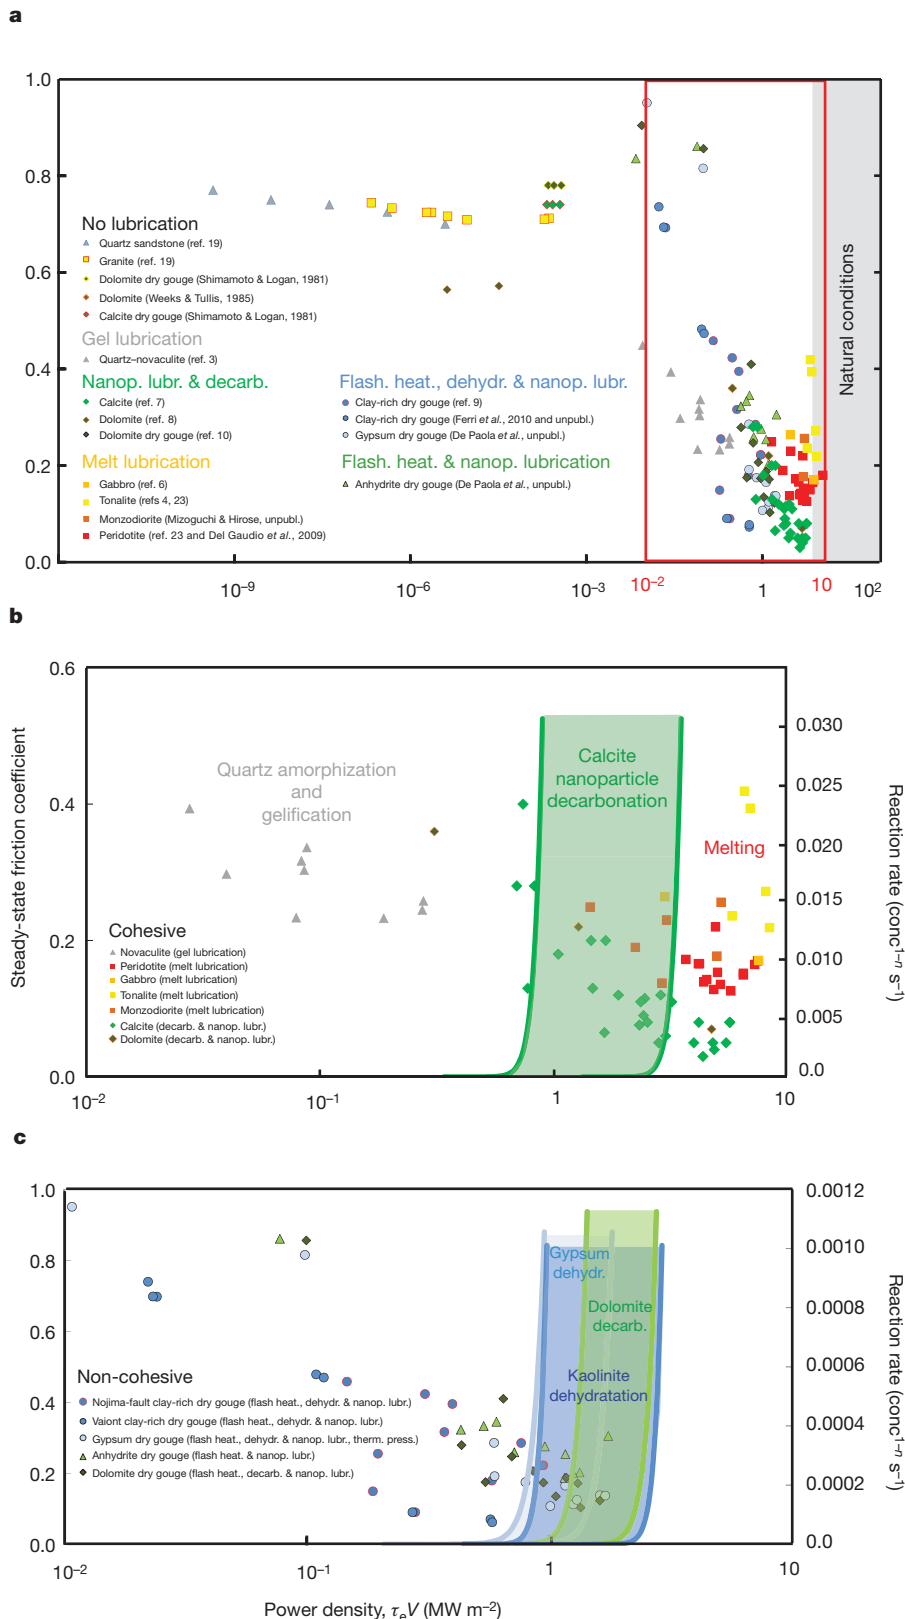 a
1.0
0.8
0.6
0.4
0.2
0.0
No lubrication
Quartz sandstone (ref. 19)
Granite (ref. 19)
Dolomite dry gouge (Shimamoto & Logan, 1981)
Dolomite (Weeks & Tullis, 1985)
Calcite dry gouge (Shimamoto & Logan, 1981)
Gel lubrication
Quartz–novaculite (ref. 3)
Nanop. lubr. & decarb.
Calcite (ref. 7)
Dolomite (ref. 8)
Dolomite dry gouge (ref. 10)
Melt lubrication
Gabbro (ref. 6)
Tonalite (refs 4, 23)
Monzodiorite (Mizoguchi & Hirose, unpubl.)
Peridotite (ref. 23 and Del Gaudio et al., 2009)
Flash. heat., dehydr. & nanop. lubr.
Clay-rich dry gouge (ref. 9)
Clay-rich dry gouge (Ferri et al., 2010 and unpubl.)
Gypsum dry gouge (De Paola et al., unpubl.)
Flash. heat. & nanop. lubrication
Anhydrite dry gouge (De Paola et al., unpubl.)
Natural conditions
10⁻⁹ 10⁻⁶ 10⁻³ 10⁻² 1 10 10²
b
Steady-state friction coefficient
0.6
0.4
0.2
0.0
Quartz amorphization
and
gelification
Calcite
nanoparticle
decarbonation
Melting
Cohesive
Novaculite (gel lubrication)
Peridotite (melt lubrication)
Gabbro (melt lubrication)
Tonalite (melt lubrication)
Monzodiorite (melt lubrication)
Calcite (decarb. & nanop. lubr.)
Dolomite (decarb. & nanop. lubr.)
0.030
0.025
0.020
0.015
0.010
0.005
0.0
Reaction rate (conc¹⁻ⁿ s⁻¹)
10⁻² 10⁻¹ 1 10
c
1.0
0.8
0.6
0.4
0.2
0.0
Gypsum
dehydr.
Dolomite
decarb.
Kaolinite
dehydratation
Non-cohesive
Nojima-fault clay-rich dry gouge (flash heat., dehydr. & nanop. lubr.)
Vaiont clay-rich dry gouge (flash heat., dehydr. & nanop. lubr.)
Gypsum dry gouge (flash heat., dehydr. & nanop. lubr., therm. press.)
Anhydrite dry gouge (flash heat. & nanop. lubr.)
Dolomite dry gouge (flash heat., decarb. & nanop. lubr.)
0.0012
0.0010
0.0008
0.0006
0.0004
0.0002
0.0
Reaction rate (conc¹⁻ⁿ s⁻¹)
10⁻² 10⁻¹ 1 10
Power density, τₑV (MW m⁻²)